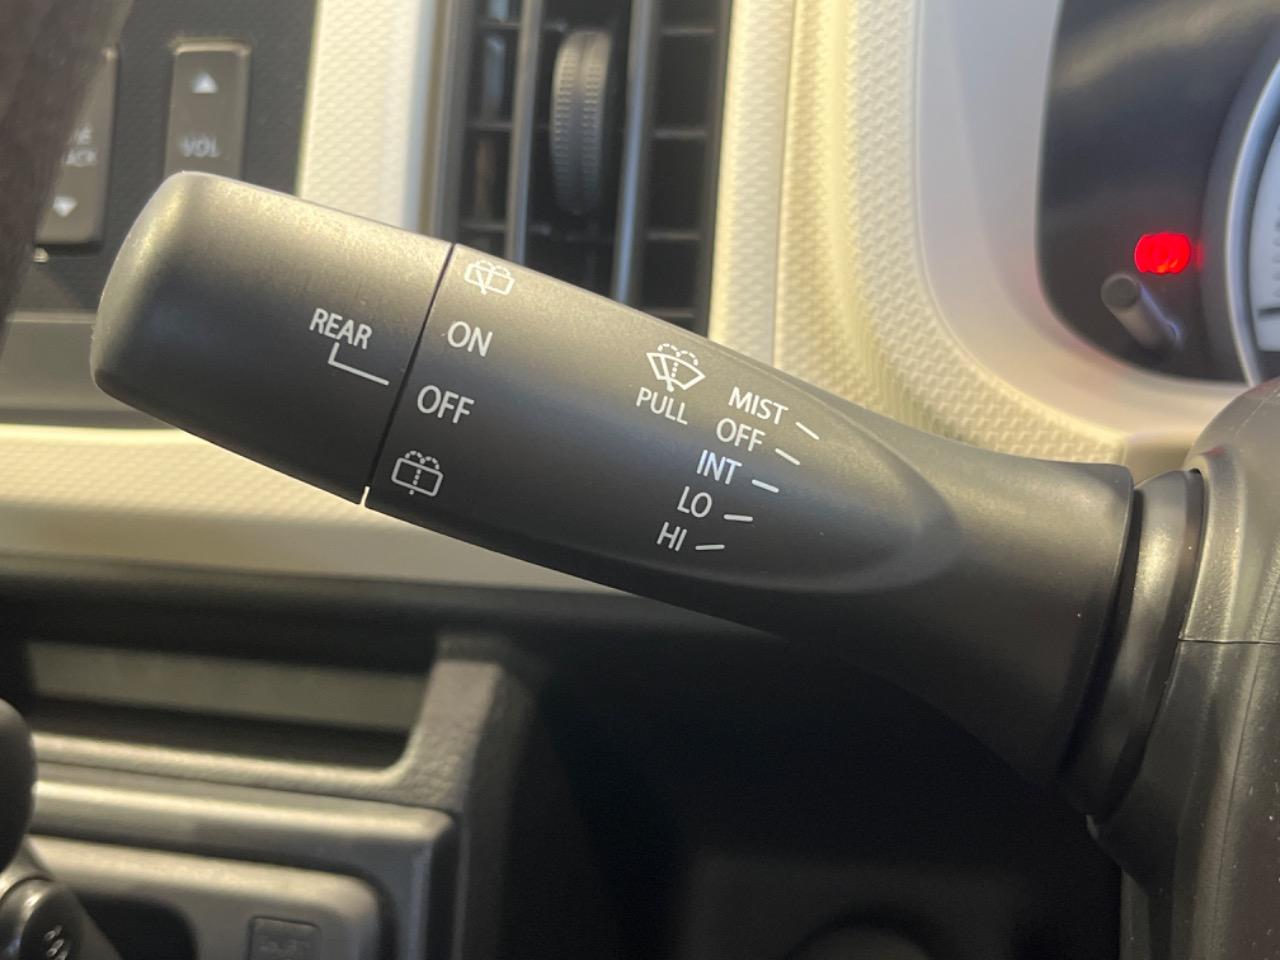 VOL
REAR
ON
OFF
PULL
MIST
OFF
INT
LO
HI